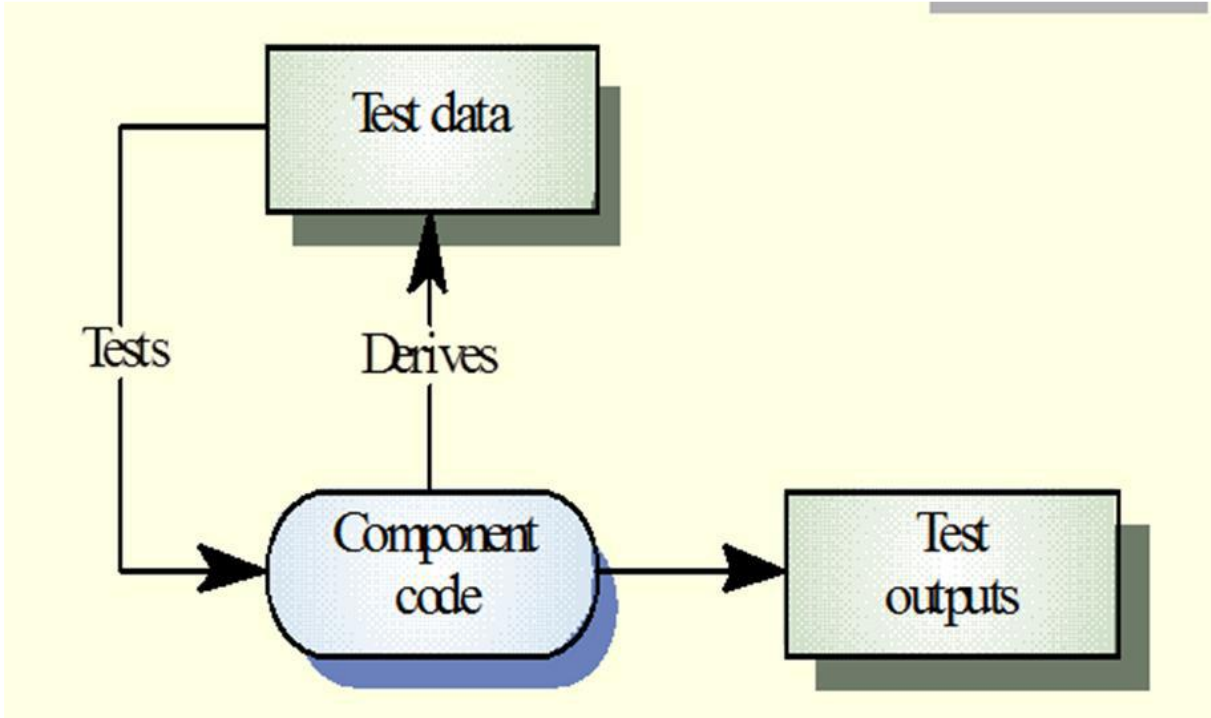 Test data
Tests
Derives
Component
code
Test
outputs